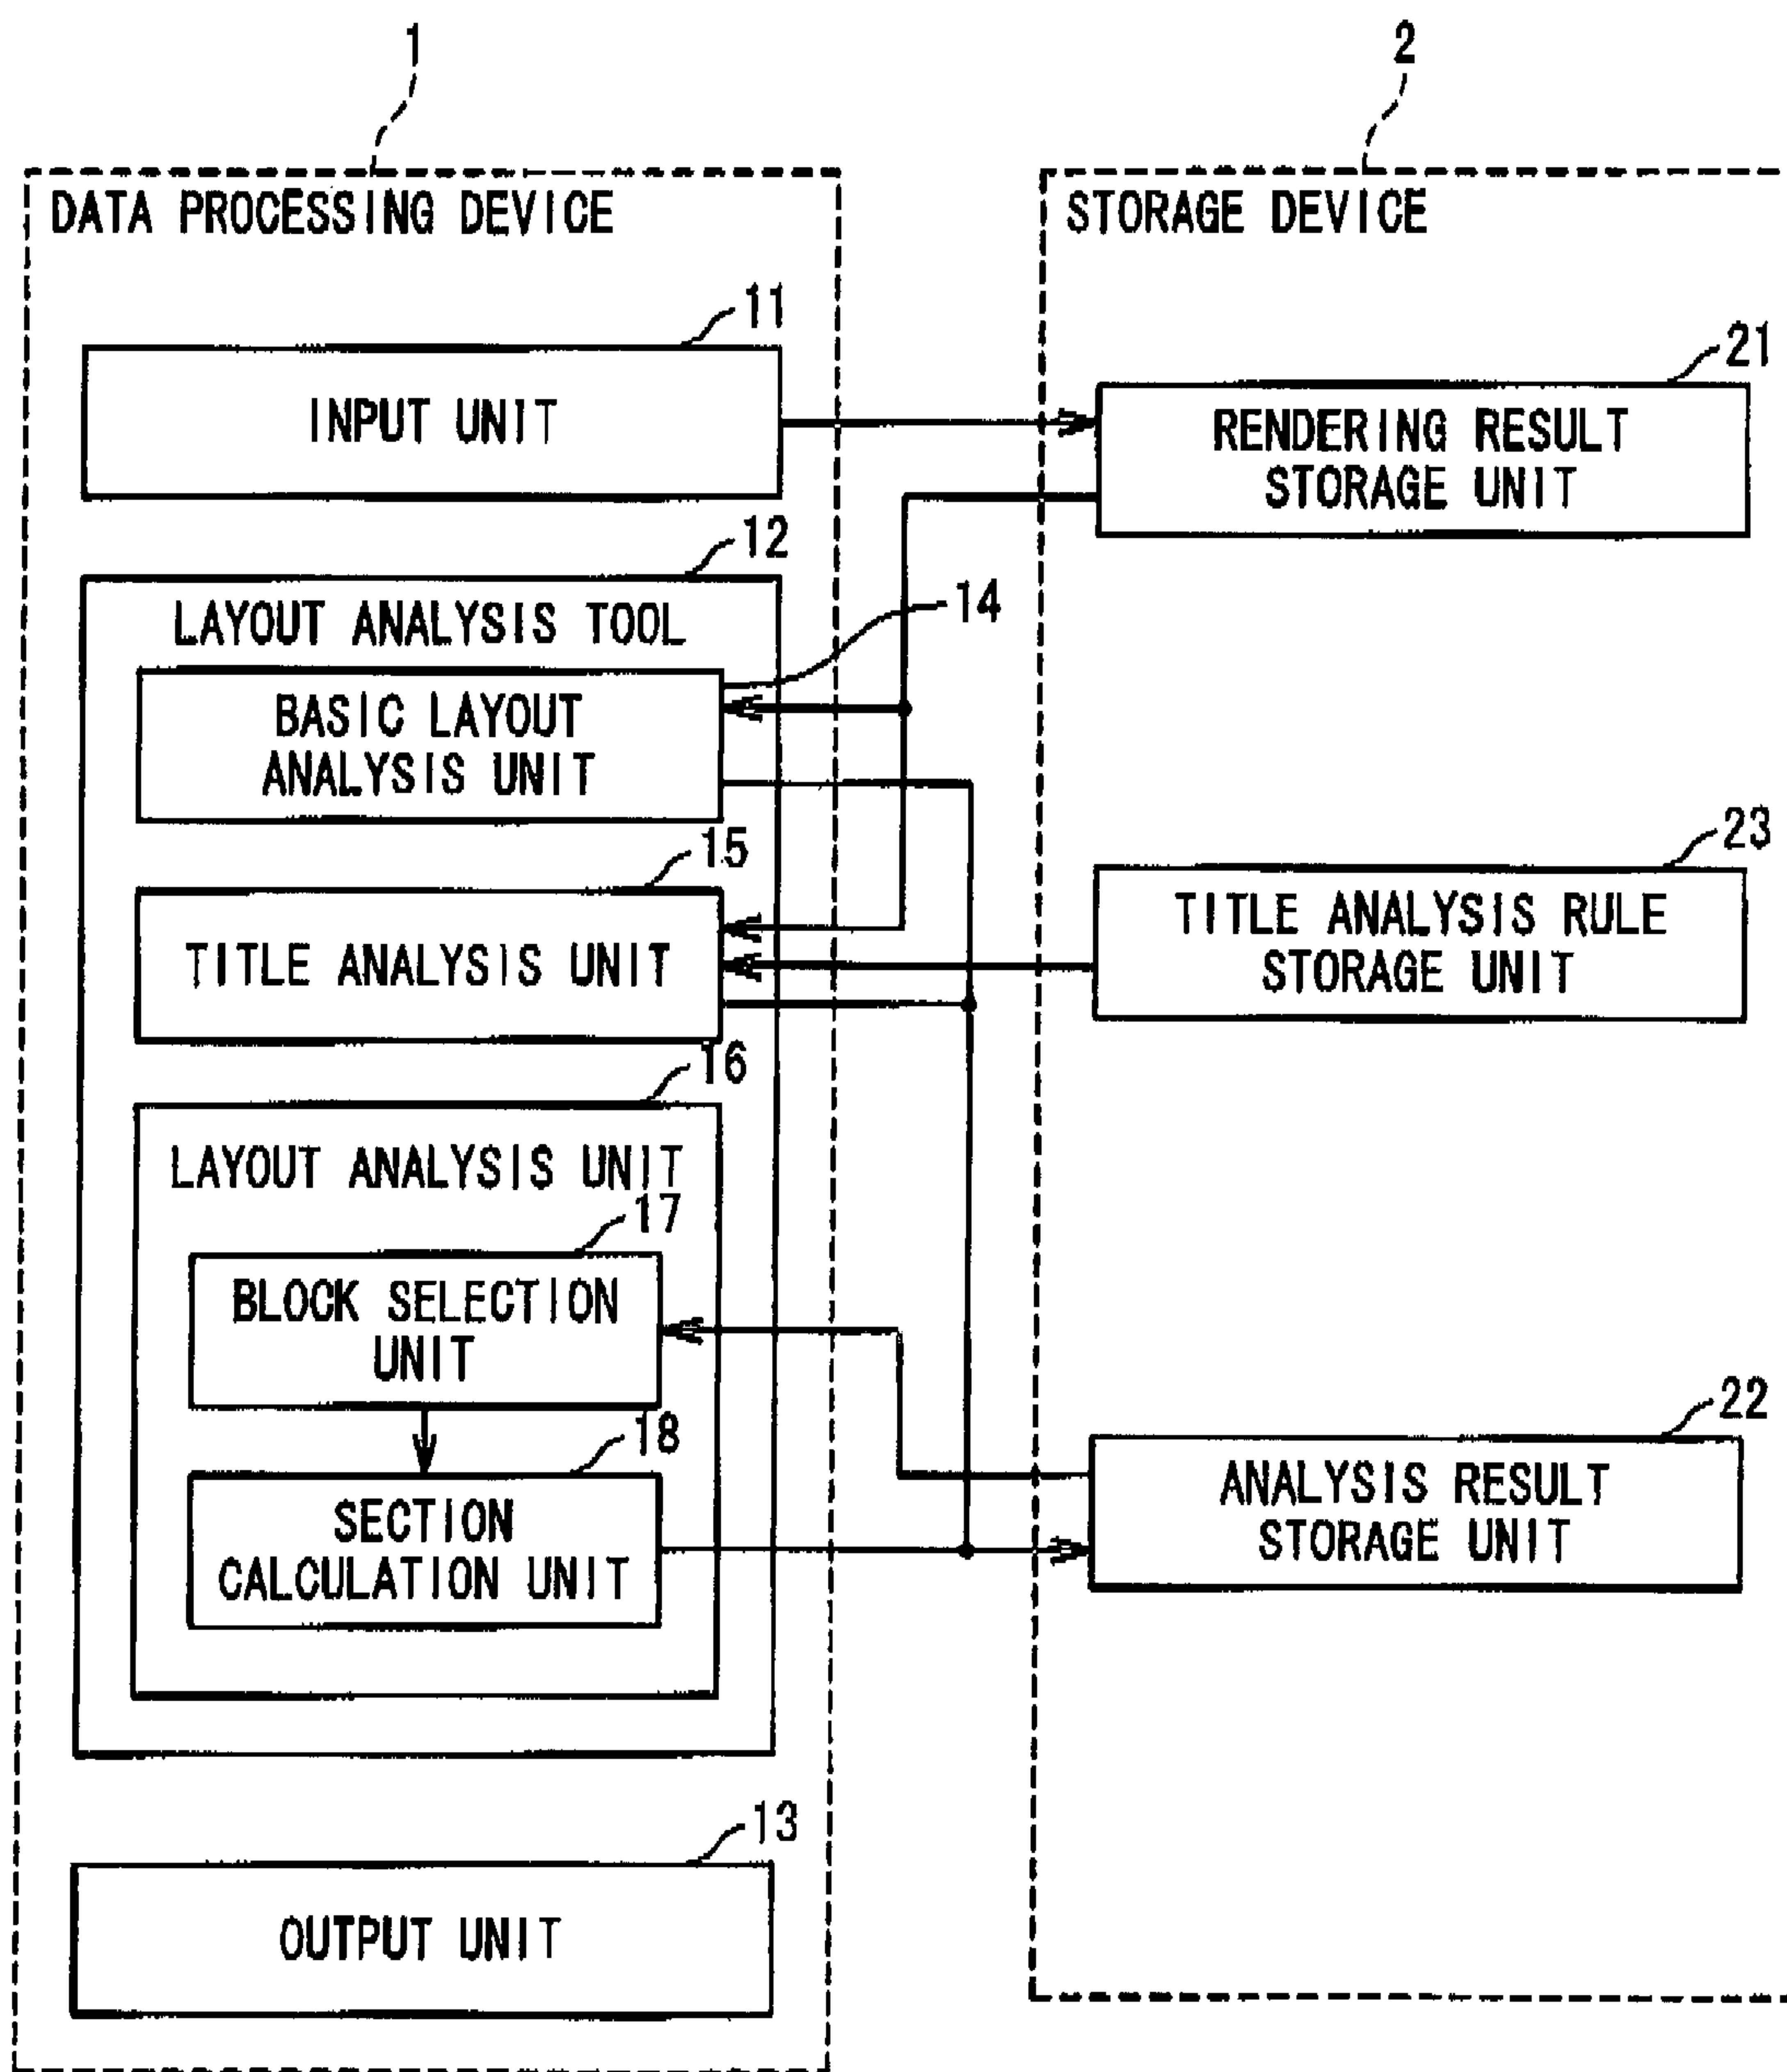 1
2
DATA PROCESSING DEVICE
STORAGE DEVICE
11
INPUT UNIT
21
RENDERING RESULT
STORAGE UNIT
12
LAYOUT ANALYSIS TOOL
14
BASIC LAYOUT
ANALYSIS UNIT
15
TITLE ANALYSIS UNIT
23
TITLE ANALYSIS RULE
STORAGE UNIT
16
LAYOUT ANALYSIS UNIT
17
BLOCK SELECTION
UNIT
18
SECTION
CALCULATION UNIT
22
ANALYSIS RESULT
STORAGE UNIT
13
OUTPUT UNIT